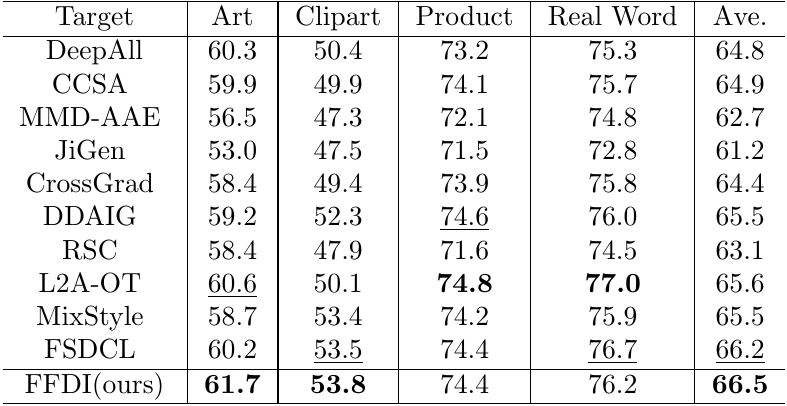 Target Art Clipart Product Real Word Ave.
DeepAll 60.3 50.4 73.2 75.3 64.8
CCSA 59.9 49.9 74.1 75.7 64.9
MMD-AAE 56.5 47.3 72.1 74.8 62.7
JiGen 53.0 47.5 71.5 72.8 61.2
CrossGrad 58.4 49.4 73.9 75.8 64.4
DDAIG 59.2 52.3 74.6 76.0 65.5
RSC 58.4 47.9 71.6 74.5 63.1
L2A-OT 60.6 50.1 74.8 77.0 65.6
MixStyle 58.7 53.4 74.2 75.9 65.5
FSDCL 60.2 53.5 74.4 76.7 66.2
FFDI(ours) 61.7 53.8 74.4 76.2 66.5